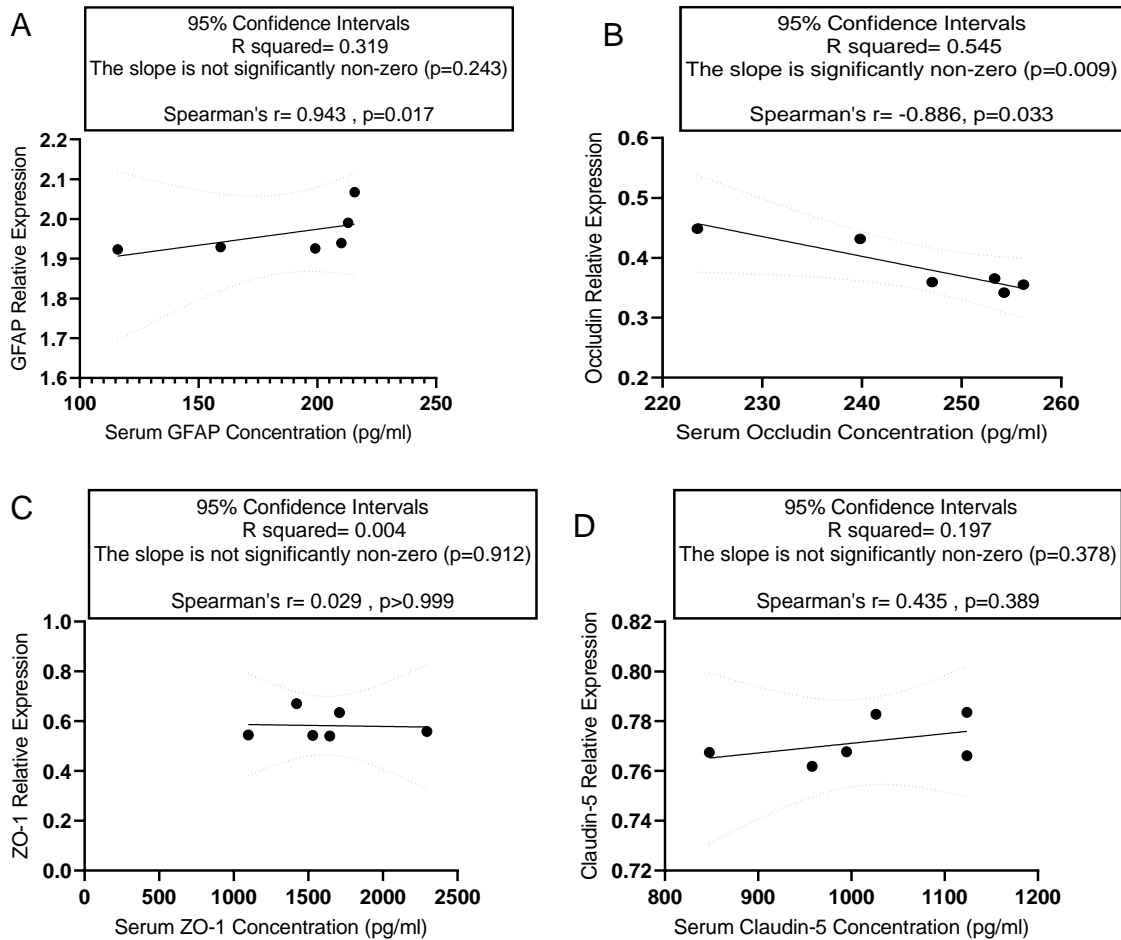 A
95% Confidence Intervals
R squared= 0.319
The slope is not significantly non-zero (p=0.243)
Spearman's r= 0.943 , p=0.017
GFAP Relative Expression
2.2
2.1
2.0
1.9
1.8
1.7
1.6
100 150 200 250
Serum GFAP Concentration (pg/ml)
B
95% Confidence Intervals
R squared= 0.545
The slope is significantly non-zero (p=0.009)
Spearman's r= -0.886, p=0.033
Occludin Relative Expression
0.6
0.5
0.4
0.3
0.2
220 230 240 250 260
Serum Occludin Concentration (pg/ml)
C
95% Confidence Intervals
R squared= 0.004
The slope is not significantly non-zero (p=0.912)
Spearman's r= 0.029 , p>0.999
ZO-1 Relative Expression
1.0
0.8
0.6
0.4
0.2
0.0
0 500 1000 1500 2000 2500
Serum ZO-1 Concentration (pg/ml)
D
95% Confidence Intervals
R squared= 0.197
The slope is not significantly non-zero (p=0.378)
Spearman's r= 0.435 , p=0.389
Claudin-5 Relative Expression
0.82
0.80
0.78
0.76
0.74
0.72
800 900 1000 1100 1200
Serum Claudin-5 Concentration (pg/ml)